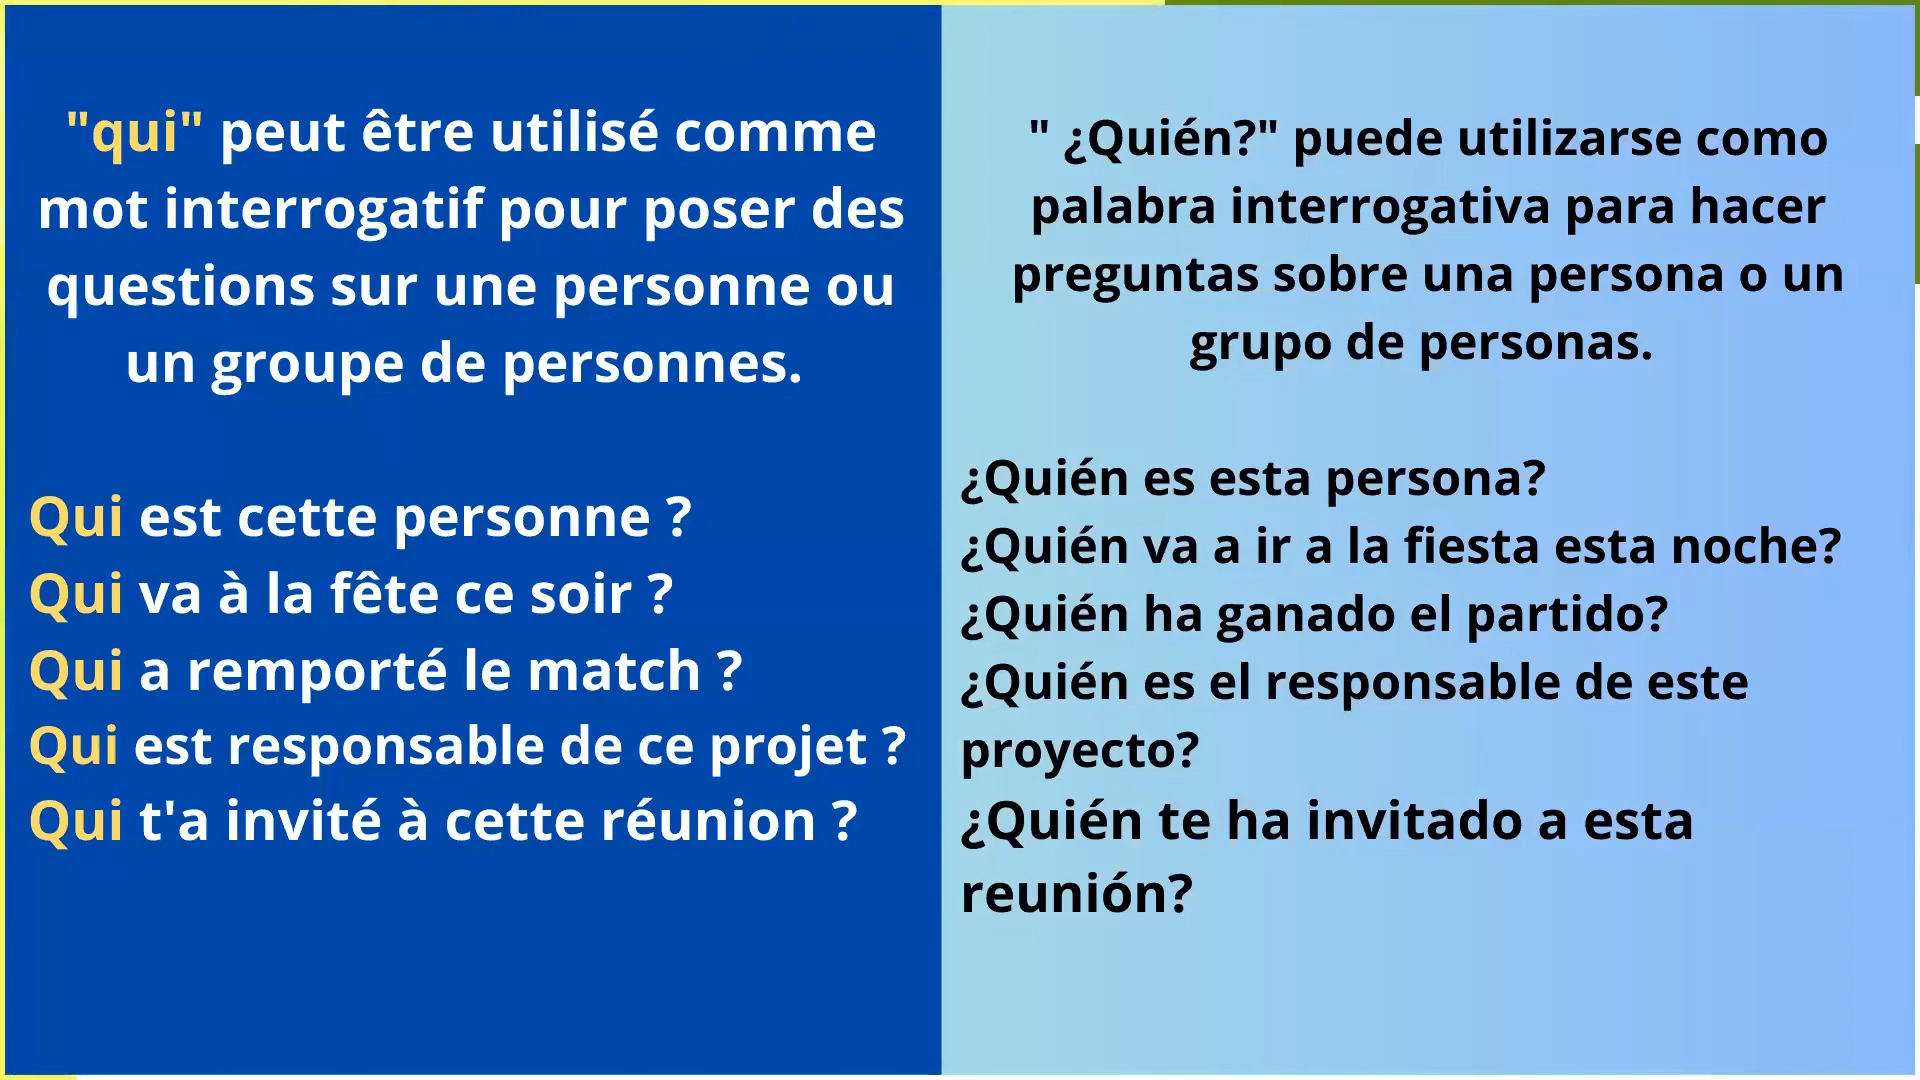 "qui" peut être utilisé comme
mot interrogatif pour poser des
questions sur une personne ou
un groupe de personnes.
Qui est cette personne ?
Qui va à la fête ce soir ?
Qui a remporté le match ?
Qui est responsable de ce projet ?
Qui t'a invité à cette réunion ?
" ¿Quién?" puede utilizarse como
palabra interrogativa para hacer
preguntas sobre una persona o un
grupo de personas.
¿Quién es esta persona?
¿Quién va a ir a la fiesta esta noche?
¿Quién ha ganado el partido?
¿Quién es el responsable de este
proyecto?
¿Quién te ha invitado a esta
reunión?